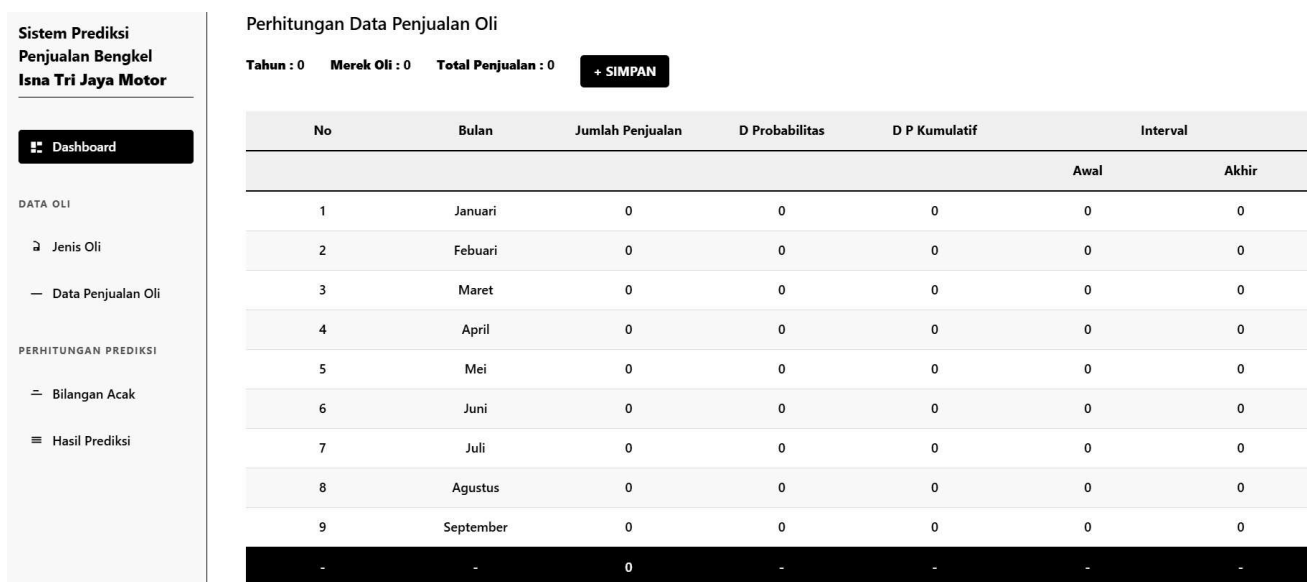 Sistem Prediksi
Penjualan Bengkel
Isna Tri Jaya Motor
Dashboard
DATA OLI
Jenis Oli
Data Penjualan Oli
PERHITUNGAN PREDIKSI
Bilangan Acak
Hasil Prediksi
Perhitungan Data Penjualan Oli
Tahun : 0 Merek Oli : 0 Total Penjualan : 0 + SIMPAN
No Bulan Jumlah Penjualan D Probabilitas D P Kumulatif Interval
Awal Akhir
1 Januari 0 0 0 0 0
2 Febuari 0 0 0 0 0
3 Maret 0 0 0 0 0
4 April 0 0 0 0 0
5 Mei 0 0 0 0 0
6 Juni 0 0 0 0 0
7 Juli 0 0 0 0 0
8 Agustus 0 0 0 0 0
9 September 0 0 0 0 0
- - 0 - - - -